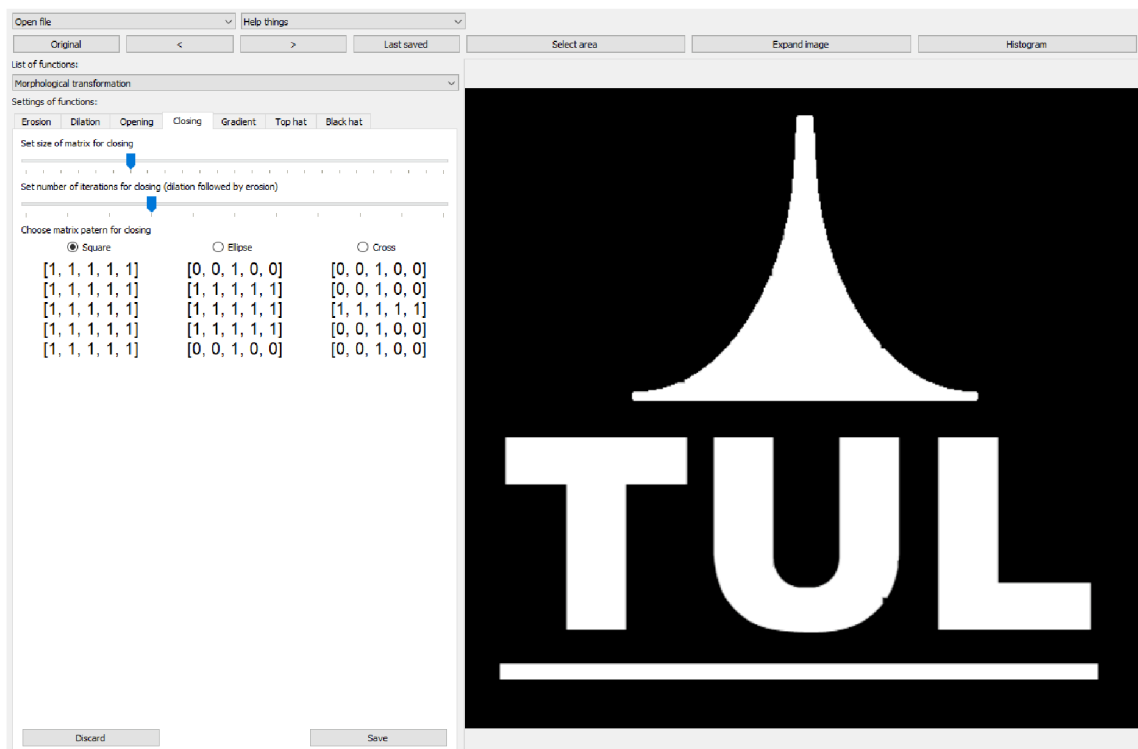 Open file Help things
Original < > Last saved Select area Expand image Histogram
List of functions:
Morphological transformation
Settings of functions:
Erosion Dilation Opening Closing Gradient Top hat Black hat
Set size of matrix for closing
Set number of iterations for closing (dilation followed by erosion)
Choose matrix patern for closing
Square Elipse Cross
[1, 1, 1, 1, 1] [0, 0, 1, 0, 0] [0, 0, 1, 0, 0]
[1, 1, 1, 1, 1] [1, 1, 1, 1, 1] [0, 0, 1, 0, 0]
[1, 1, 1, 1, 1] [1, 1, 1, 1, 1] [1, 1, 1, 1, 1]
[1, 1, 1, 1, 1] [1, 1, 1, 1, 1] [0, 0, 1, 0, 0]
[1, 1, 1, 1, 1] [0, 0, 1, 0, 0] [0, 0, 1, 0, 0]
TUL
Discard Save